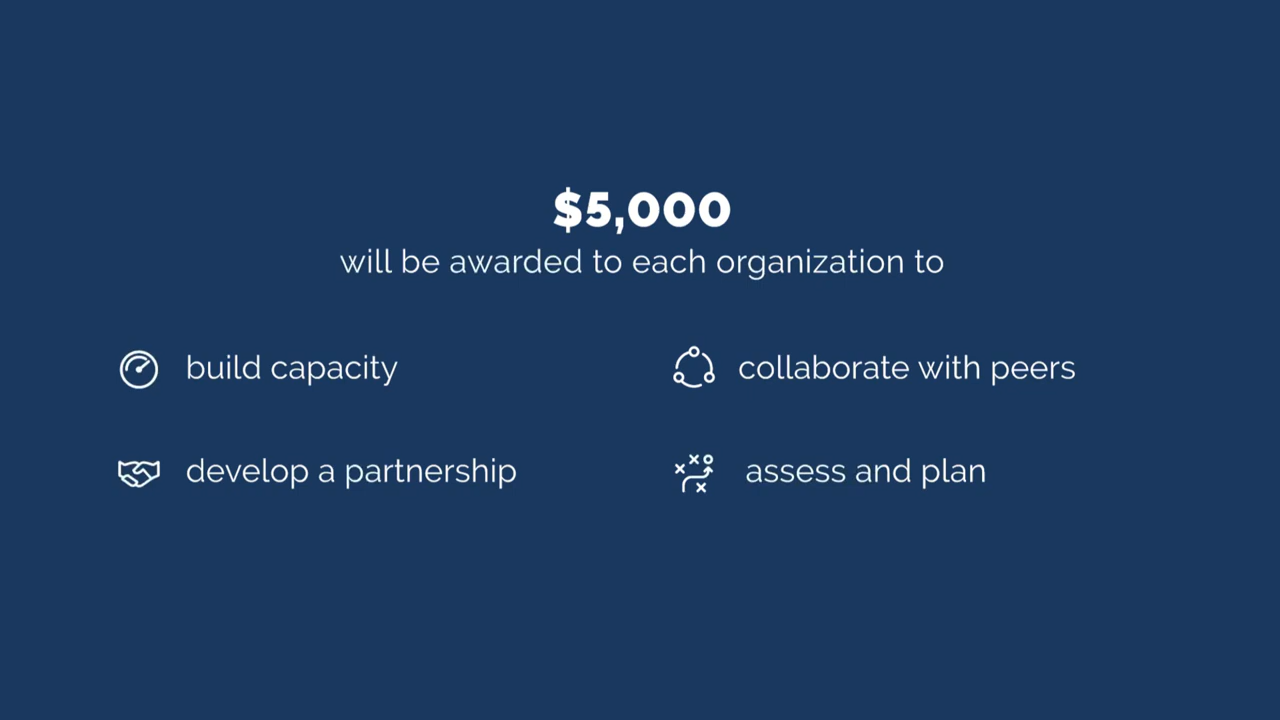 $5,000
will be awarded to each organization to
build capacity
collaborate with peers
develop a partnership
assess and plan